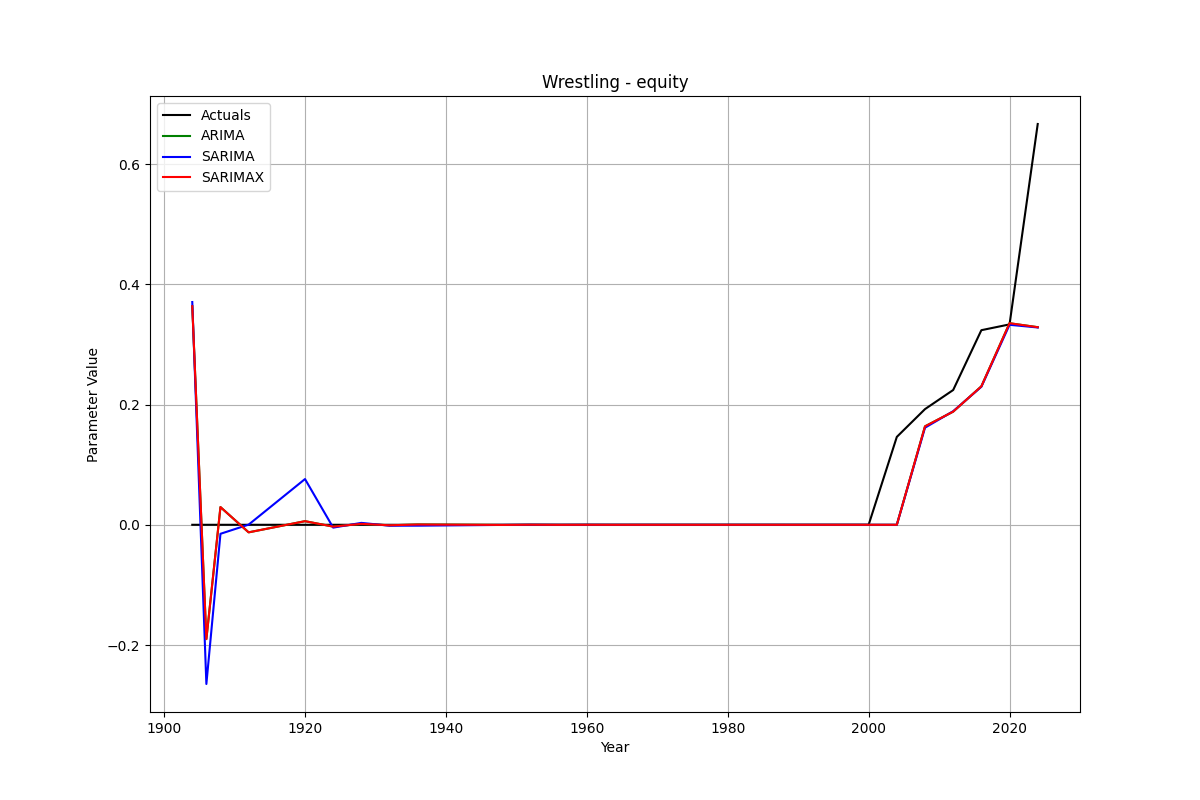 Wrestling - equity
Actuals
ARIMA
SARIMA
SARIMAX
Parameter Value
0.6
0.4
0.2
0.0
−0.2
1900 1920 1940 1960 1980 2000 2020
Year